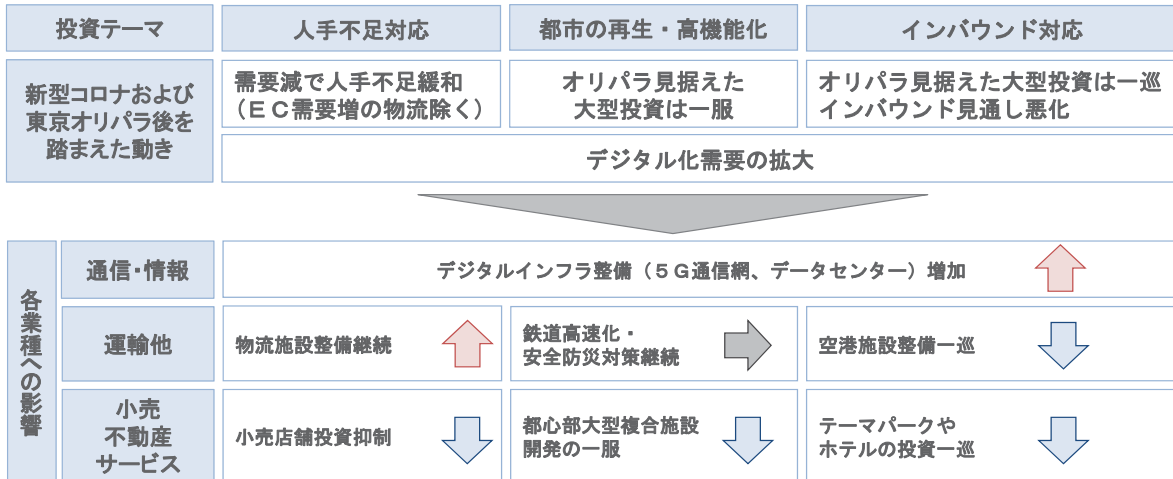 投資テーマ
人手不足対応
都市の再生・高機能化
インバウンド対応
新型コロナおよび
東京オリパラ後を
踏まえた動き
需要減で人手不足緩和
（ＥＣ需要増の物流除く）
オリパラ見据えた
大型投資は一服
オリパラ見据えた大型投資は一巡
インバウンド見通し悪化
デジタル化需要の拡大
各業種への影響
通信・情報
デジタルインフラ整備（５Ｇ通信網、データセンター）増加
運輸他
物流施設整備継続
鉄道高速化・
安全防災対策継続
空港施設整備一巡
小売
不動産
サービス
小売店舗投資抑制
都心部大型複合施設
開発の一服
テーマパークや
ホテルの投資一巡